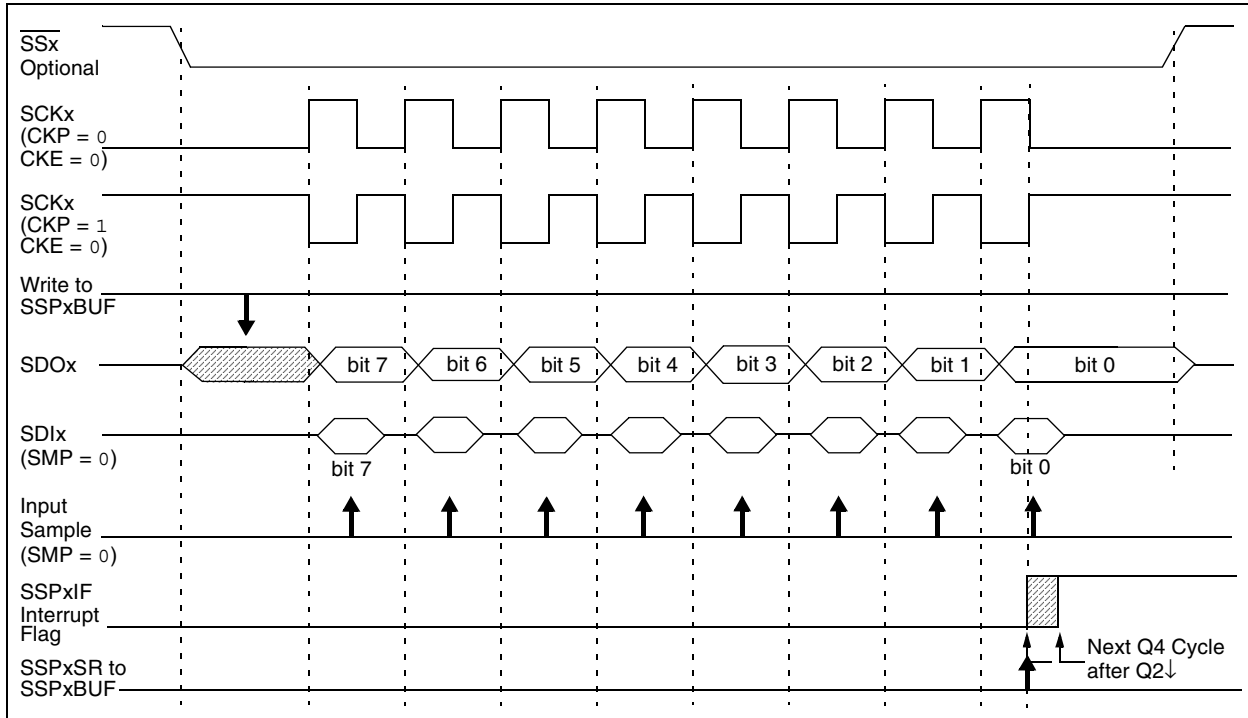 SSx
Optional
SCKx
(CKP = 0
CKE = 0)
SCKx
(CKP = 1
CKE = 0)
Write to
SSPxBUF
SDOx
bit 7
bit 6
bit 5
bit 4
bit 3
bit 2
bit 1
bit 0
SDIx
(SMP = 0)
bit 7
bit 0
Input
Sample
(SMP = 0)
SSPxIF
Interrupt
Flag
Next Q4 Cycle
after Q2↓
SSPxSR to
SSPxBUF